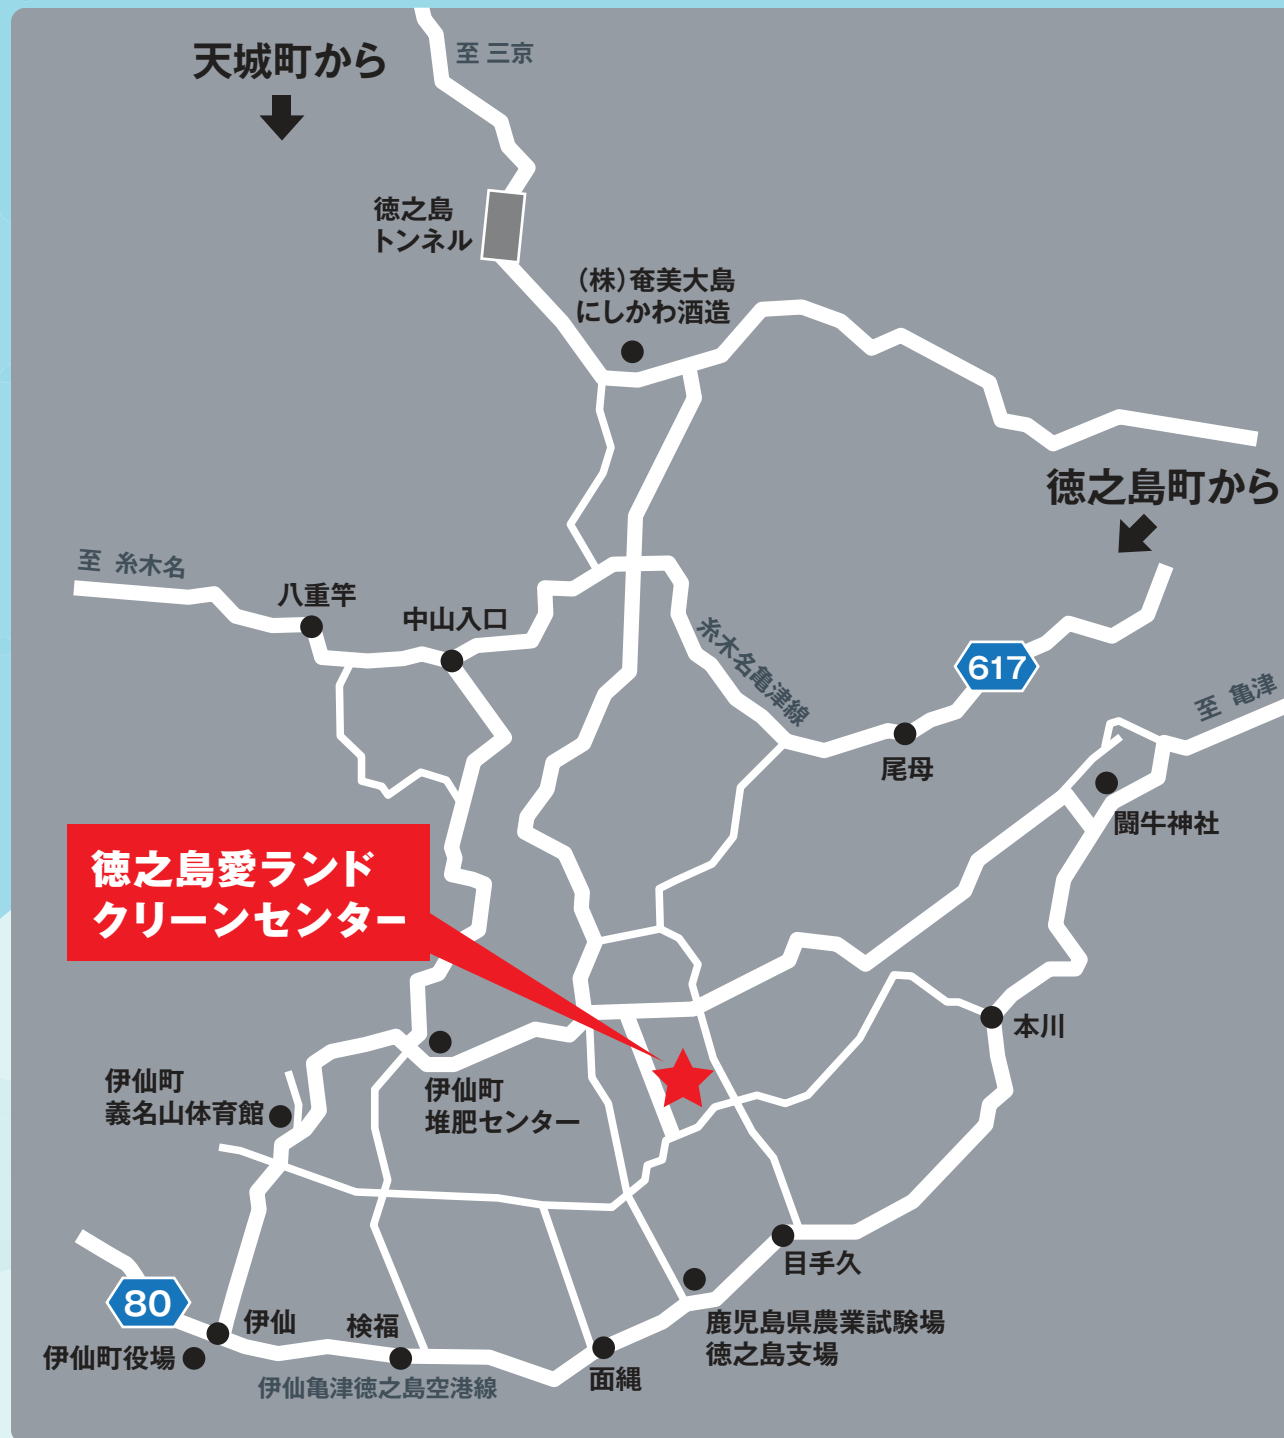 天城町から
至 三京
徳之島
トンネル
（株）奄美大島
にしかわ酒造
徳之島町から
至 糸木名
八重竿
中山入口
糸木名亀津線
617
至 亀津
尾母
闘牛神社
徳之島愛ランド
クリーンセンター
本川
伊仙町
義名山体育館
伊仙町
堆肥センター
目手久
80
伊仙
検福
鹿児島県農業試験場
徳之島支場
伊仙町役場
面縄
伊仙亀津徳之島空港線